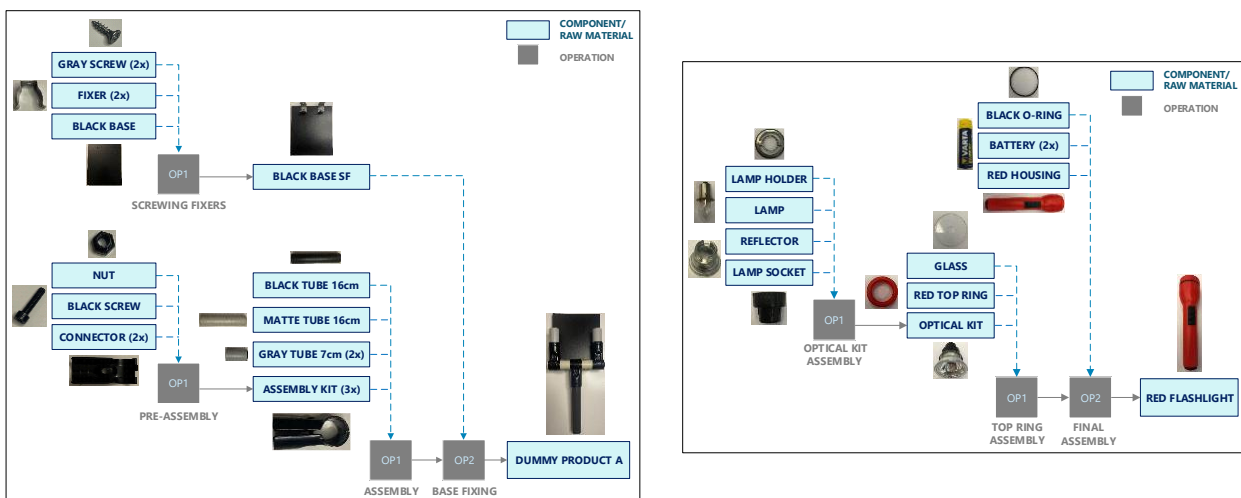 COMPONENT/
RAW MATERIAL
OPERATION
GRAY SCREW (2x)
FIXER (2x)
BLACK BASE
OP1
SCREWING FIXERS
BLACK BASE SF
NUT
BLACK SCREW
CONNECTOR (2x)
OP1
PRE-ASSEMBLY
BLACK TUBE 16cm
MATTE TUBE 16cm
GRAY TUBE 7cm (2x)
ASSEMBLY KIT (3x)
OP1
ASSEMBLY
OP2
BASE FIXING
DUMMY PRODUCT A
COMPONENT/
RAW MATERIAL
OPERATION
BLACK O-RING
BATTERY (2x)
RED HOUSING
VARTA
LAMP HOLDER
LAMP
REFLECTOR
LAMP SOCKET
OP1
OPTICAL KIT
ASSEMBLY
GLASS
RED TOP RING
OPTICAL KIT
OP1
TOP RING
ASSEMBLY
OP2
FINAL
ASSEMBLY
RED FLASHLIGHT